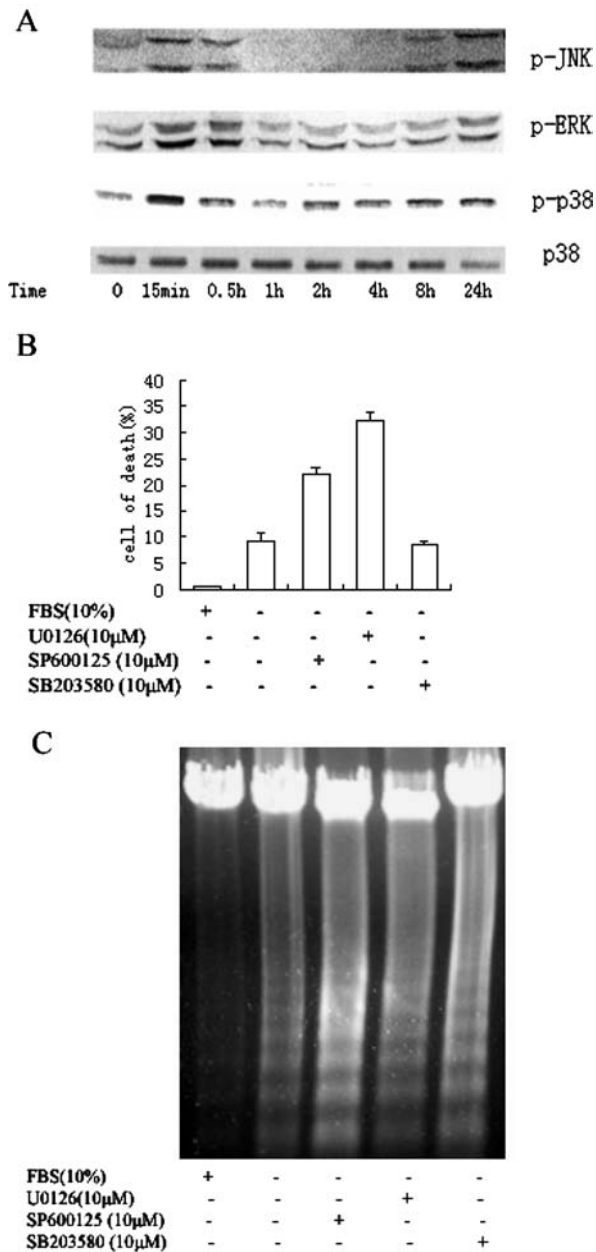 A
p-JNK
p-ERK
p-p38
p38
Time 0 15min 0.5h 1h 2h 4h 8h 24h
B
cell of death(%)
40
35
30
25
20
15
10
5
0
FBS(10%) + - - - -
U0126(10μM) - - - + -
SP600125 (10μM) - - + - -
SB203580 (10μM) - - - - +
C
FBS(10%) + - - - -
U0126(10μM) - - - + -
SP600125 (10μM) - - + - -
SB203580 (10μM) - - - - +